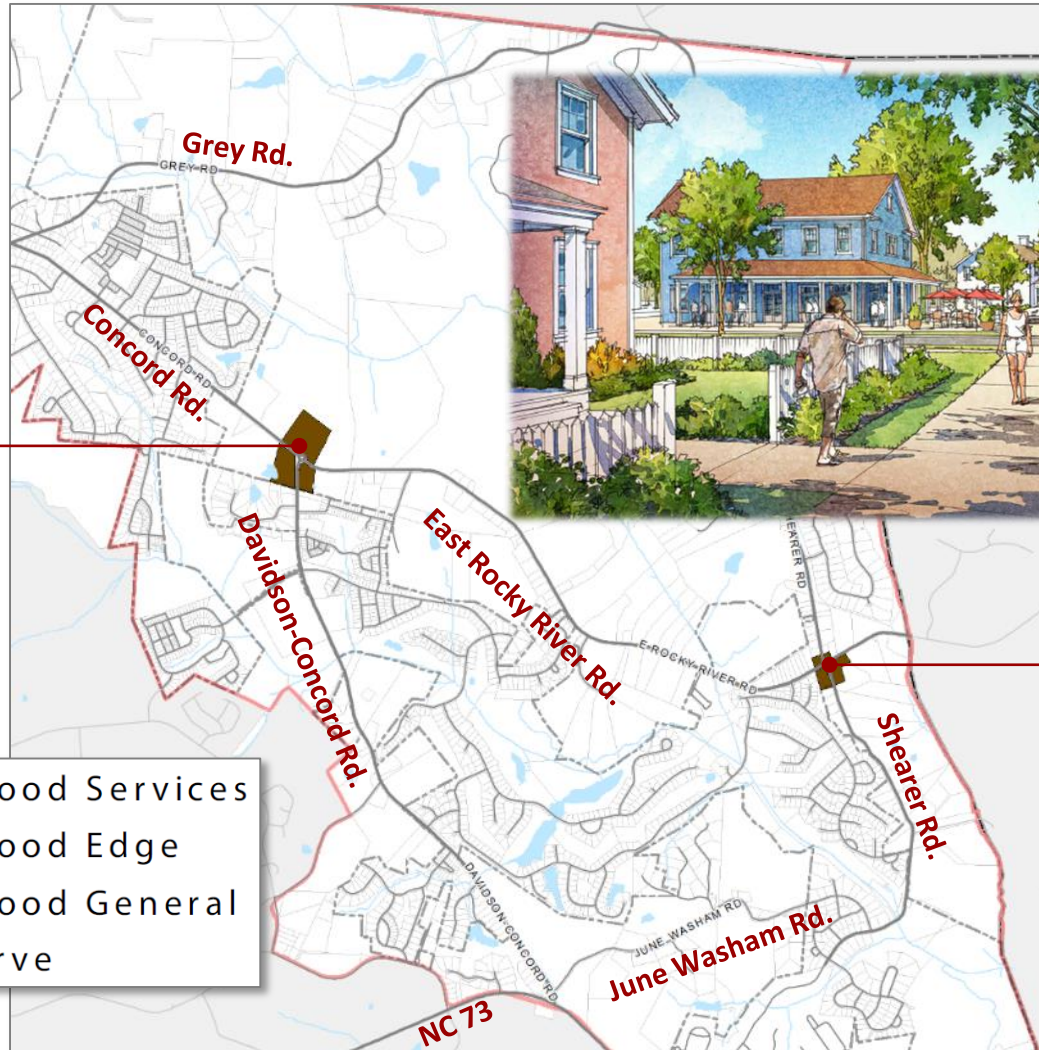 Grey Rd.
GREY RD
Concord Rd.
CONCORD RD
East Rocky River Rd.
Davidson-Concord Rd.
EARER RD
E ROCKY RIVER RD
Shearer Rd.
ood Services
ood Edge
ood General
rve
DAVIDSON-CONCORD RD
JUNE WASHAM RD
June Washam Rd.
NC 73